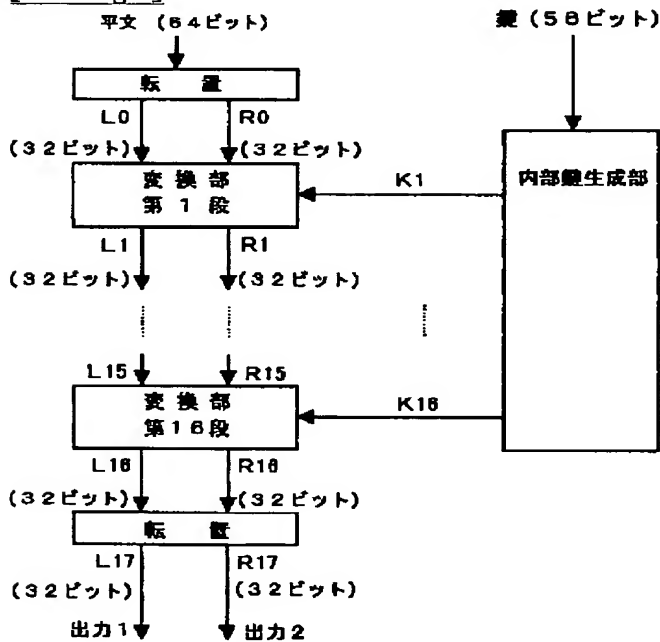 平文 (64ビット)
鍵 (56ビット)
転 置
L0
R0
(32ビット)
(32ビット)
変 換 部
第 1 段
K1
内部鍵生成部
L1
R1
(32ビット)
(32ビット)
L15
R15
変 換 部
第16段
K16
L16
R16
(32ビット)
(32ビット)
転 置
L17
R17
(32ビット)
(32ビット)
出力1
出力2